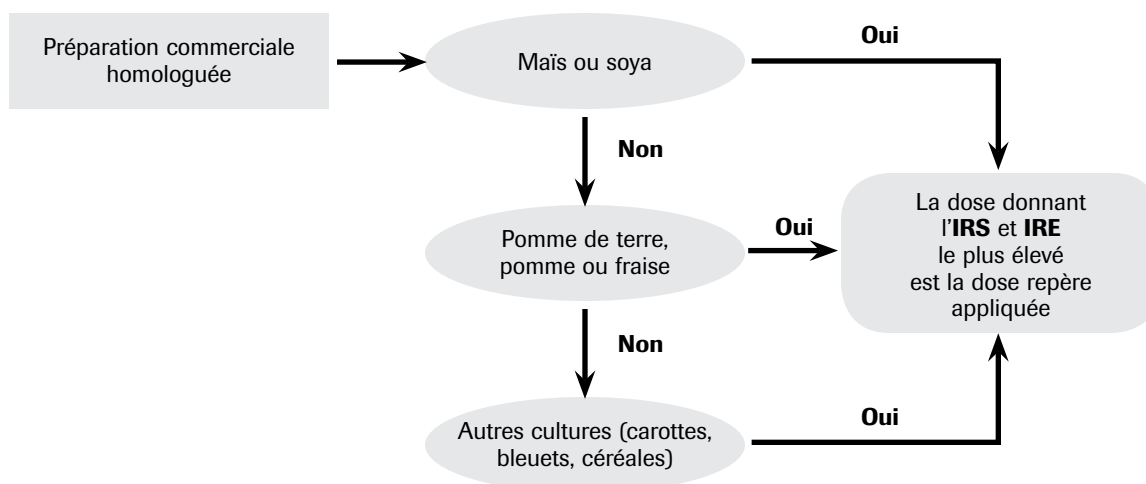 Préparation commerciale
homologuée
Maïs ou soya
Oui
Non
Pomme de terre,
pomme ou fraise
Oui
La dose donnant
l'IRS et IRE
le plus élevé
est la dose repère
appliquée
Non
Autres cultures (carottes,
bleuets, céréales)
Oui